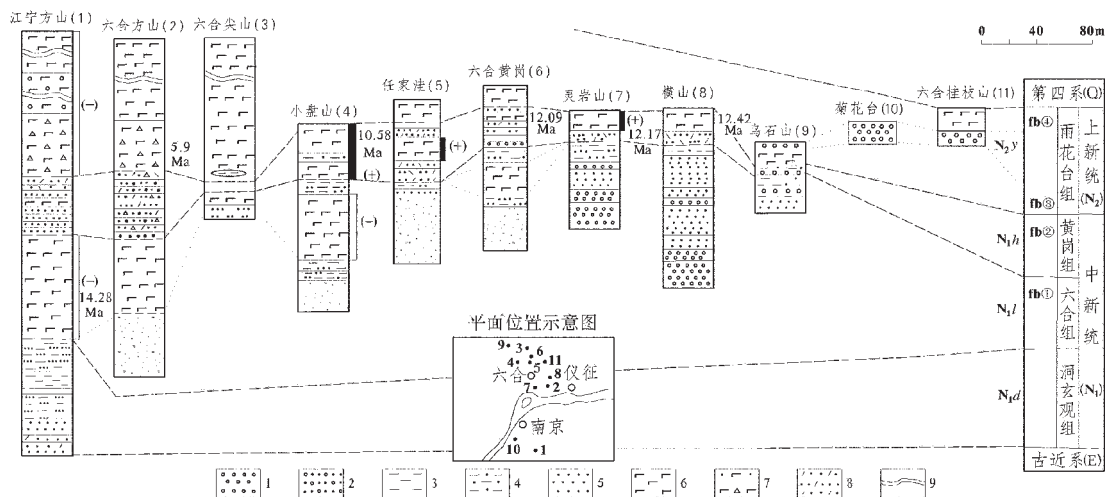 江宁方山(1)
六合方山(2)
六合尖山(3)
小盘山(4)
任家洼(5)
六合黄岗(6)
灵岩山(7)
横山(8)
乌石山(9)
菊花台(10)
六合桂枝山(11)
0 40 80m
(−)
(−)
14.28
Ma
5.9
Ma
10.58
Ma
(+)
(−)
(+)
12.09
Ma
(+)
12.17
Ma
12.42
Ma
第四系(Q)
fb④
N₂y
雨花台组
上新统
(N₂)
fb③
fb②
N₁h
黄岗组
fb①
N₁l
六合组
中新统
(N₁)
N₁d
洞玄观组
古近系(E)
平面位置示意图
9 3 6
4 5 11
六合 8 仪征
7 2
南京
10 1
1 2 3 4 5 6 7 8 9